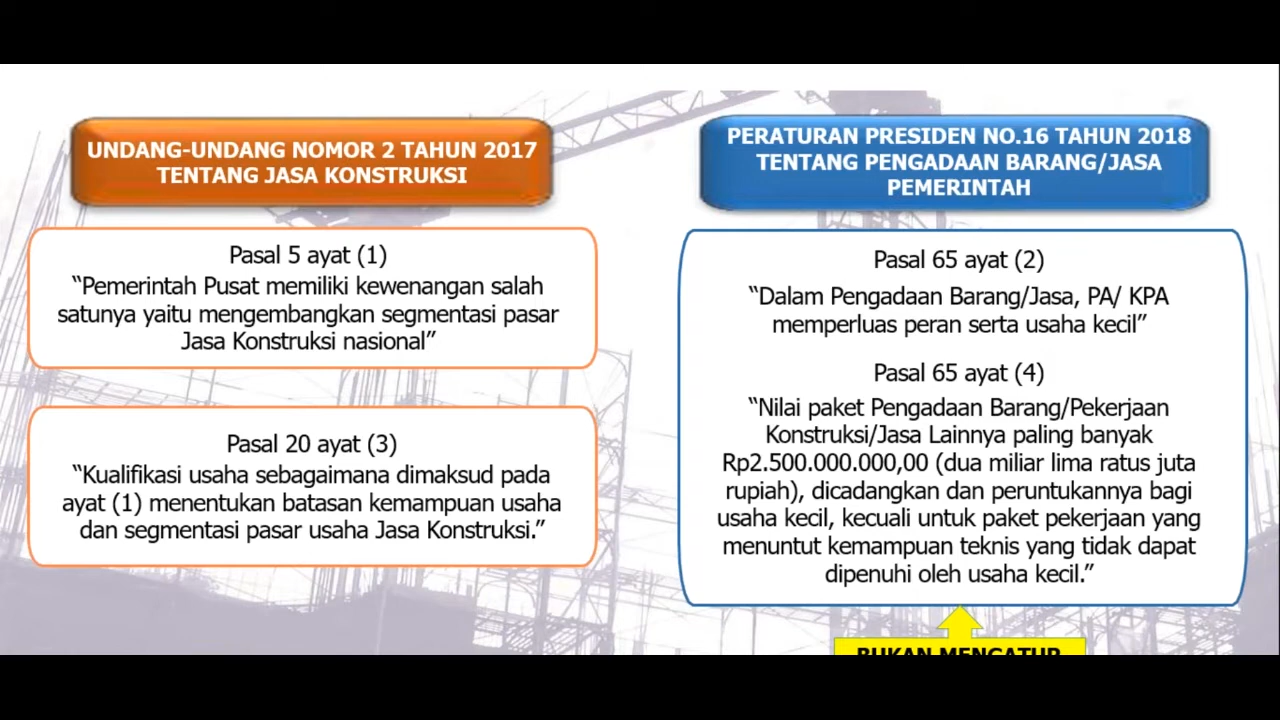 UNDANG-UNDANG NOMOR 2 TAHUN 2017
TENTANG JASA KONSTRUKSI
Pasal 5 ayat (1)
“Pemerintah Pusat memiliki kewenangan salah
satunya yaitu mengembangkan segmentasi pasar
Jasa Konstruksi nasional”
Pasal 20 ayat (3)
“Kualifikasi usaha sebagaimana dimaksud pada
ayat (1) menentukan batasan kemampuan usaha
dan segmentasi pasar usaha Jasa Konstruksi.”
PERATURAN PRESIDEN NO.16 TAHUN 2018
TENTANG PENGADAAN BARANG/JASA
PEMERINTAH
Pasal 65 ayat (2)
“Dalam Pengadaan Barang/Jasa, PA/ KPA
memperluas peran serta usaha kecil”
Pasal 65 ayat (4)
“Nilai paket Pengadaan Barang/Pekerjaan
Konstruksi/Jasa Lainnya paling banyak
Rp2.500.000.000,00 (dua miliar lima ratus juta
rupiah), dicadangkan dan peruntukannya bagi
usaha kecil, kecuali untuk paket pekerjaan yang
menuntut kemampuan teknis yang tidak dapat
dipenuhi oleh usaha kecil.”
BUKAN MENGATUR